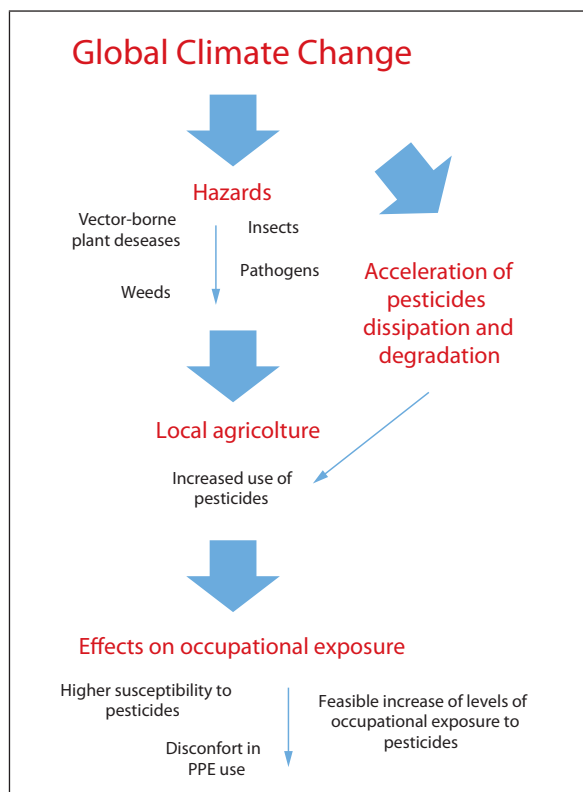 Global Climate Change
Hazards
Vector-borne
plant deseases
Insects
Pathogens
Weeds
Acceleration of
pesticides
dissipation and
degradation
Local agricolture
Increased use of
pesticides
Effects on occupational exposure
Higher susceptibility to
pesticides
Feasible increase of levels of
occupational exposure to
pesticides
Disconfort in
PPE use